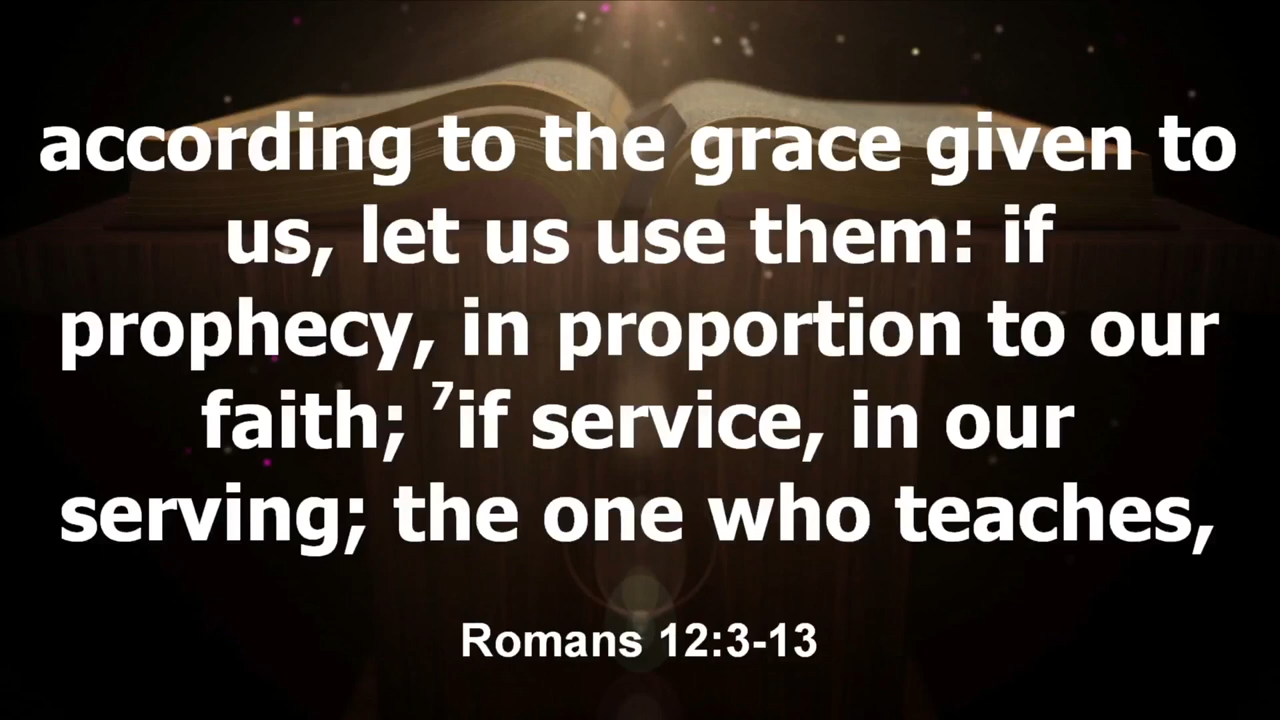 according to the grace given to
us, let us use them: if
prophecy, in proportion to our
faith; ⁷if service, in our
serving; the one who teaches,
Romans 12:3-13